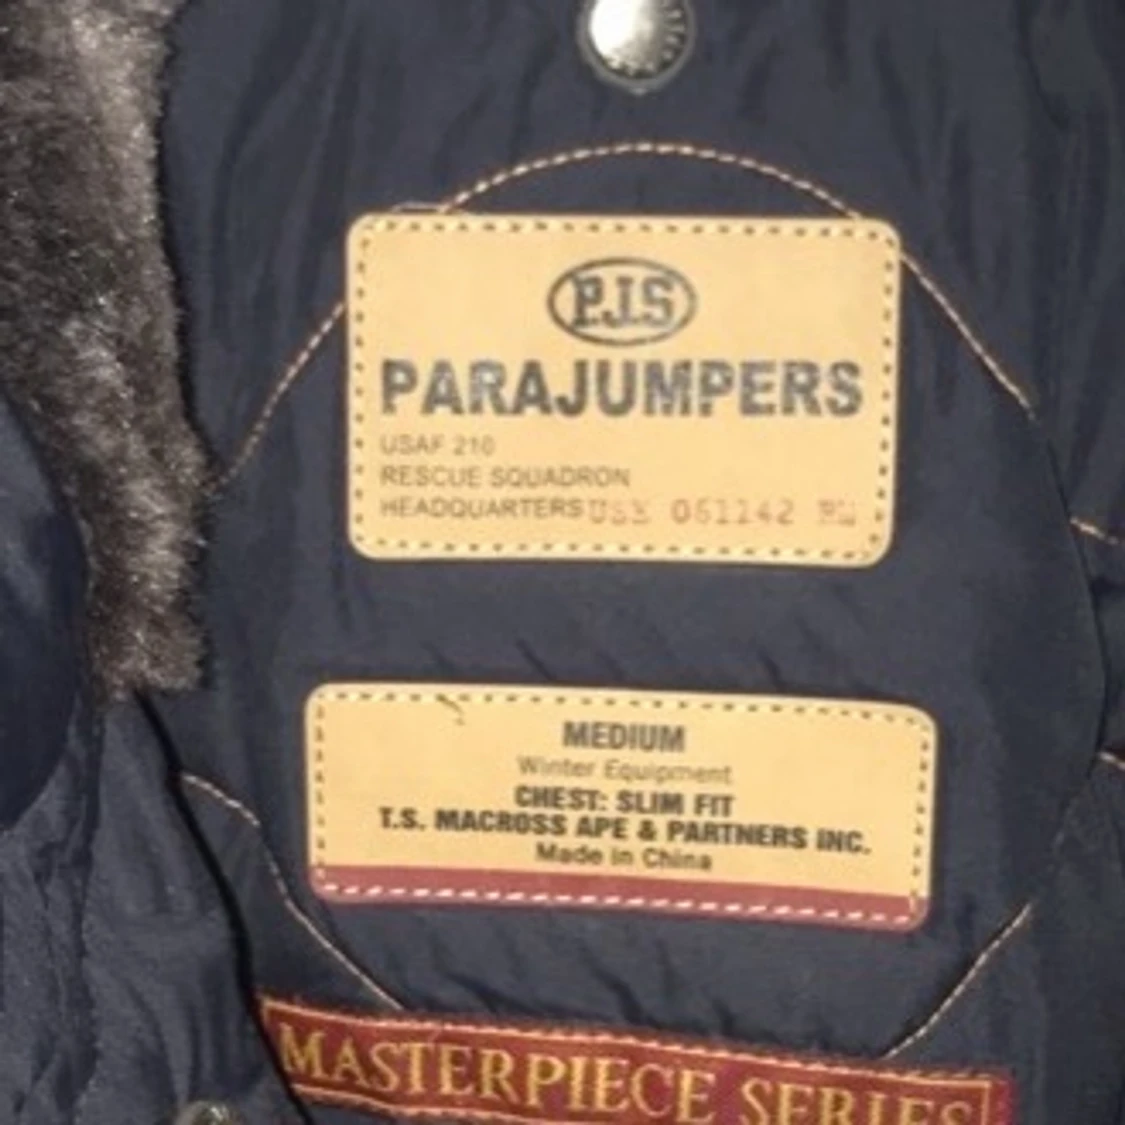 PJS
PARAJUMPERS
USAF 210
RESCUE SQUADRON
HEADQUARTERS 061142
MEDIUM
Winter Equipment
CHEST: SLIM FIT
T.S. MACROSS APE & PARTNERS INC.
Made in China
MASTERPIECE SERIES